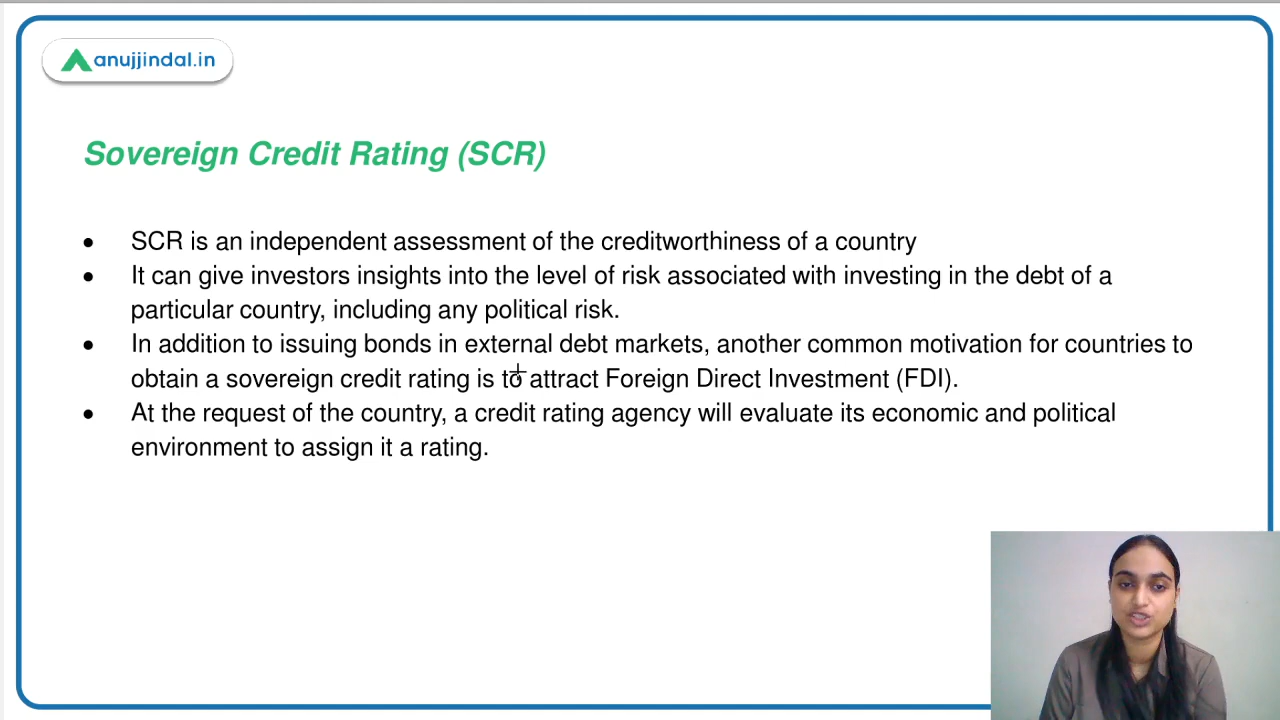 anujjindal.in
Sovereign Credit Rating (SCR)
• SCR is an independent assessment of the creditworthiness of a country
• It can give investors insights into the level of risk associated with investing in the debt of a
particular country, including any political risk.
• In addition to issuing bonds in external debt markets, another common motivation for countries to
obtain a sovereign credit rating is to attract Foreign Direct Investment (FDI).
• At the request of the country, a credit rating agency will evaluate its economic and political
environment to assign it a rating.